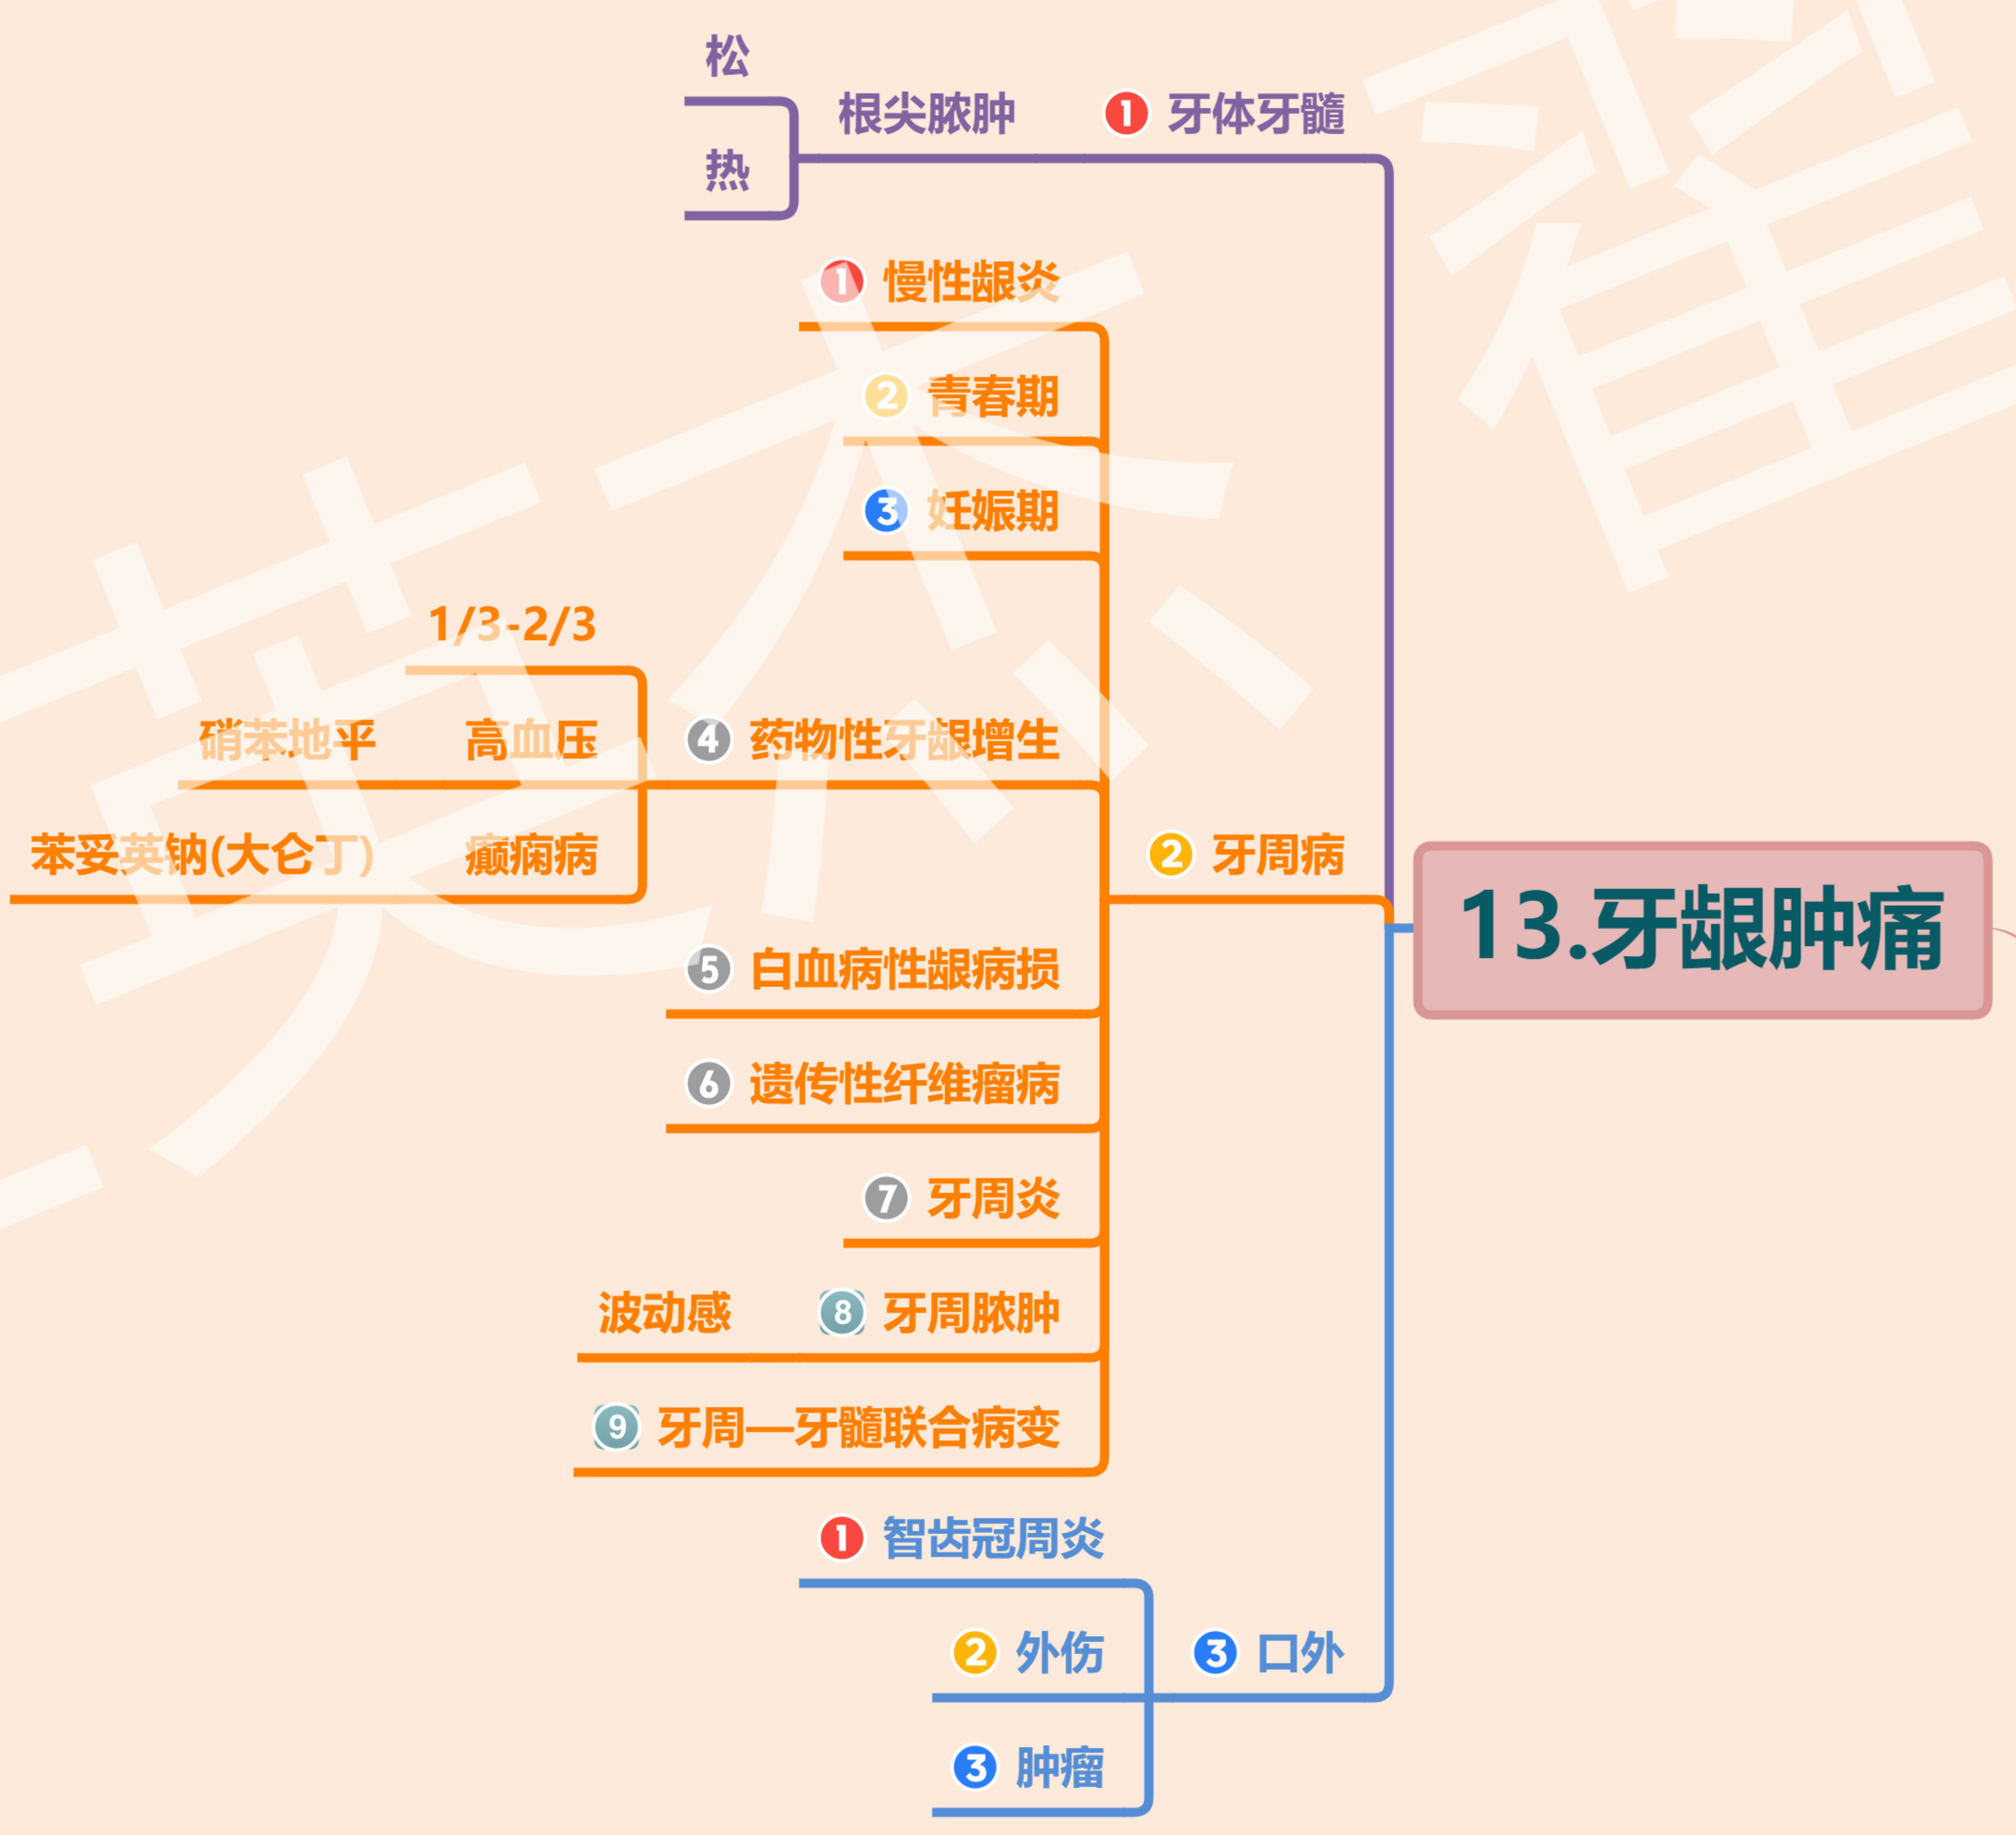 13.牙龈肿痛
1 牙体牙髓
根尖脓肿
松
热
2 牙周病
1 慢性龈炎
2 青春期
3 妊娠期
4 药物性牙龈增生
1/3-2/3
高血压
硝苯地平
癫痫病
苯妥英钠(大仑丁)
5 白血病性龈病损
6 遗传性纤维瘤病
7 牙周炎
8 牙周脓肿
波动感
9 牙周—牙髓联合病变
3 口外
1 智齿冠周炎
2 外伤
3 肿瘤